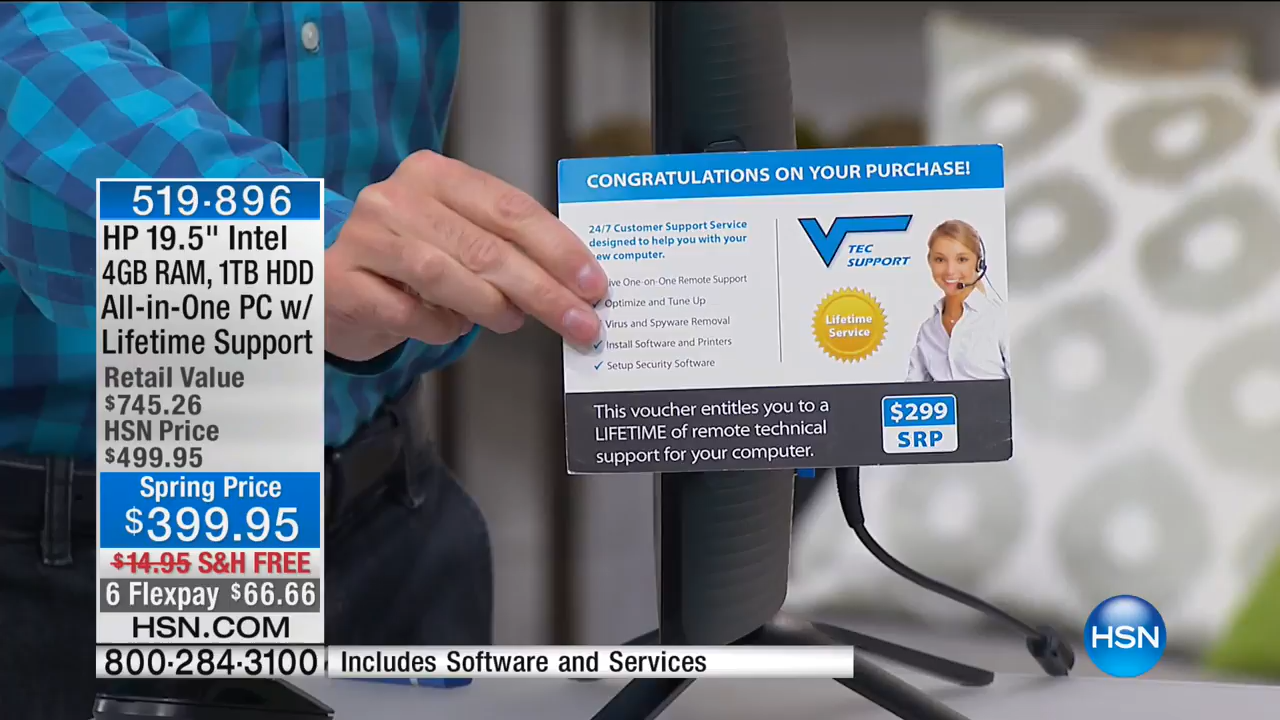 519-896
HP 19.5" Intel
4GB RAM, 1TB HDD
All-in-One PC w/
Lifetime Support
Retail Value
$745.26
HSN Price
$499.95
Spring Price
$399.95
$14.95 S&H FREE
6 Flexpay $66.66
HSN.COM
800-284-3100
Includes Software and Services
CONGRATULATIONS ON YOUR PURCHASE!
24/7 Customer Support Service
designed to help you with your
computer.
One-on-One Remote Support
Optimize and Tune Up
Virus and Spyware Removal
Install Software and Printers
Setup Security Software
TEC
SUPPORT
Lifetime
Service
This voucher entitles you to a
LIFETIME of remote technical
support for your computer.
$299
SRP
HSN